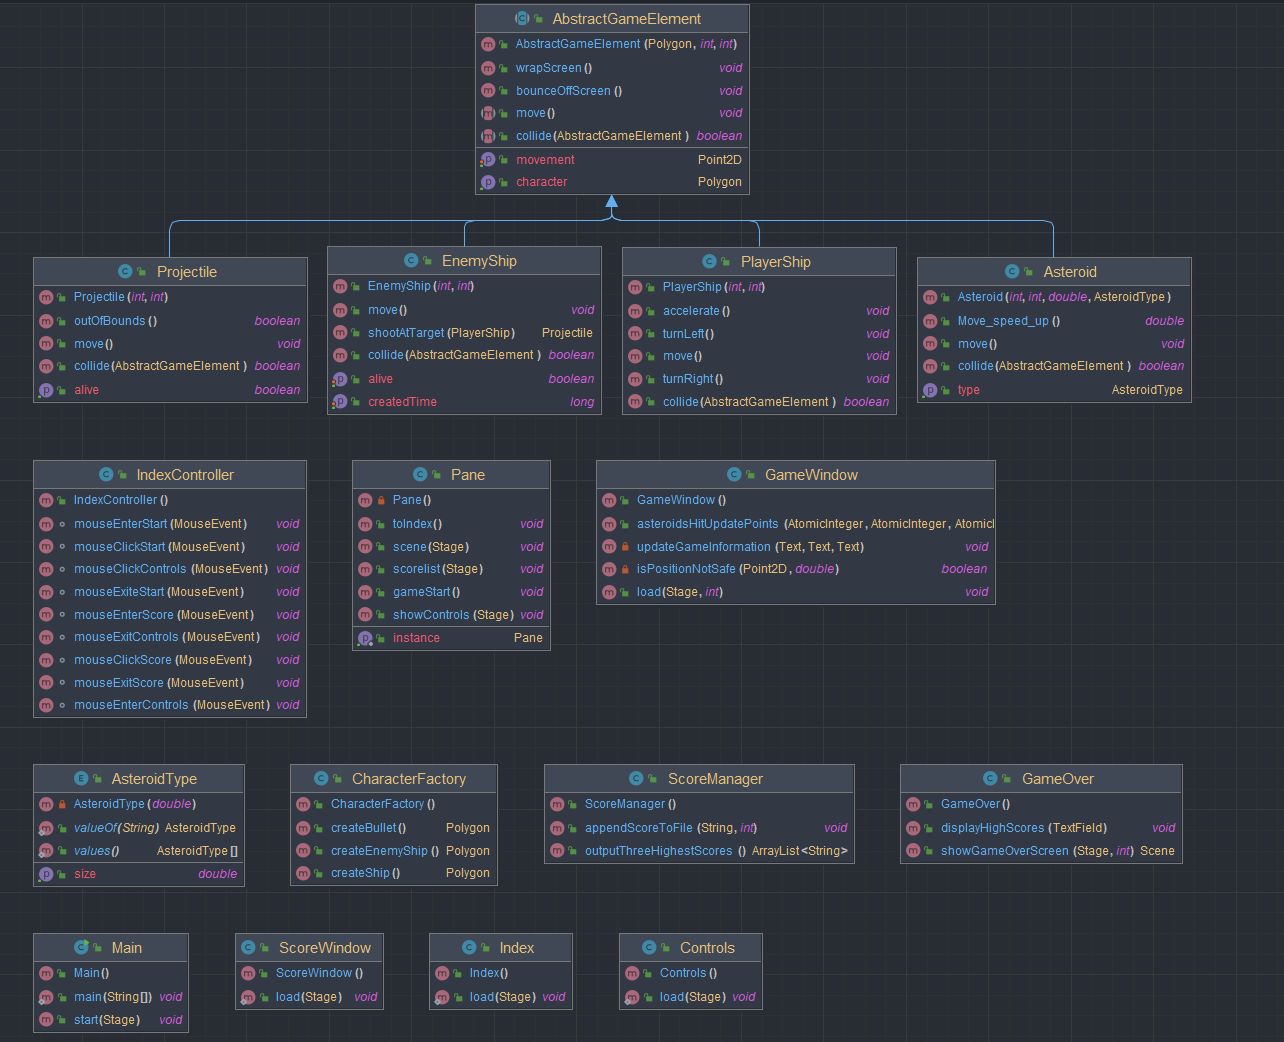 AbstractGameElement
AbstractGameElement (Polygon, int, int)
wrapScreen () void
bounceOffScreen () void
move() void
collide(AbstractGameElement ) boolean
movement Point2D
character Polygon
Projectile
Projectile (int, int)
outOfBounds () boolean
move() void
collide(AbstractGameElement ) boolean
alive boolean
EnemyShip
EnemyShip (int, int)
move() void
shootAtTarget (PlayerShip) Projectile
collide(AbstractGameElement ) boolean
alive boolean
createdTime long
PlayerShip
PlayerShip (int, int)
accelerate() void
turnLeft() void
move() void
turnRight() void
collide(AbstractGameElement ) boolean
Asteroid
Asteroid (int, int, double, AsteroidType )
Move_speed_up () double
move() void
collide(AbstractGameElement ) boolean
type AsteroidType
IndexController
IndexController ()
mouseEnterStart (MouseEvent) void
mouseClickStart (MouseEvent) void
mouseClickControls (MouseEvent) void
mouseExiteStart (MouseEvent) void
mouseEnterScore (MouseEvent) void
mouseExitControls (MouseEvent) void
mouseClickScore (MouseEvent) void
mouseExitScore (MouseEvent) void
mouseEnterControls (MouseEvent) void
Pane
Pane()
toIndex() void
scene(Stage) void
scorelist(Stage) void
gameStart() void
showControls (Stage) void
instance Pane
GameWindow
GameWindow ()
asteroidsHitUpdatePoints (AtomicInteger, AtomicInteger, AtomicI
updateGameInformation (Text, Text, Text) void
isPositionNotSafe (Point2D, double) boolean
load(Stage, int) void
AsteroidType
AsteroidType (double)
valueOf(String) AsteroidType
values() AsteroidType []
size double
CharacterFactory
CharacterFactory ()
createBullet() Polygon
createEnemyShip () Polygon
createShip () Polygon
ScoreManager
ScoreManager ()
appendScoreToFile (String, int) void
outputThreeHighestScores () ArrayList<String>
GameOver
GameOver()
displayHighScores (TextField) void
showGameOverScreen (Stage, int) Scene
Main
Main()
main(String[]) void
start(Stage) void
ScoreWindow
ScoreWindow ()
load(Stage) void
Index
Index()
load(Stage) void
Controls
Controls ()
load(Stage) void